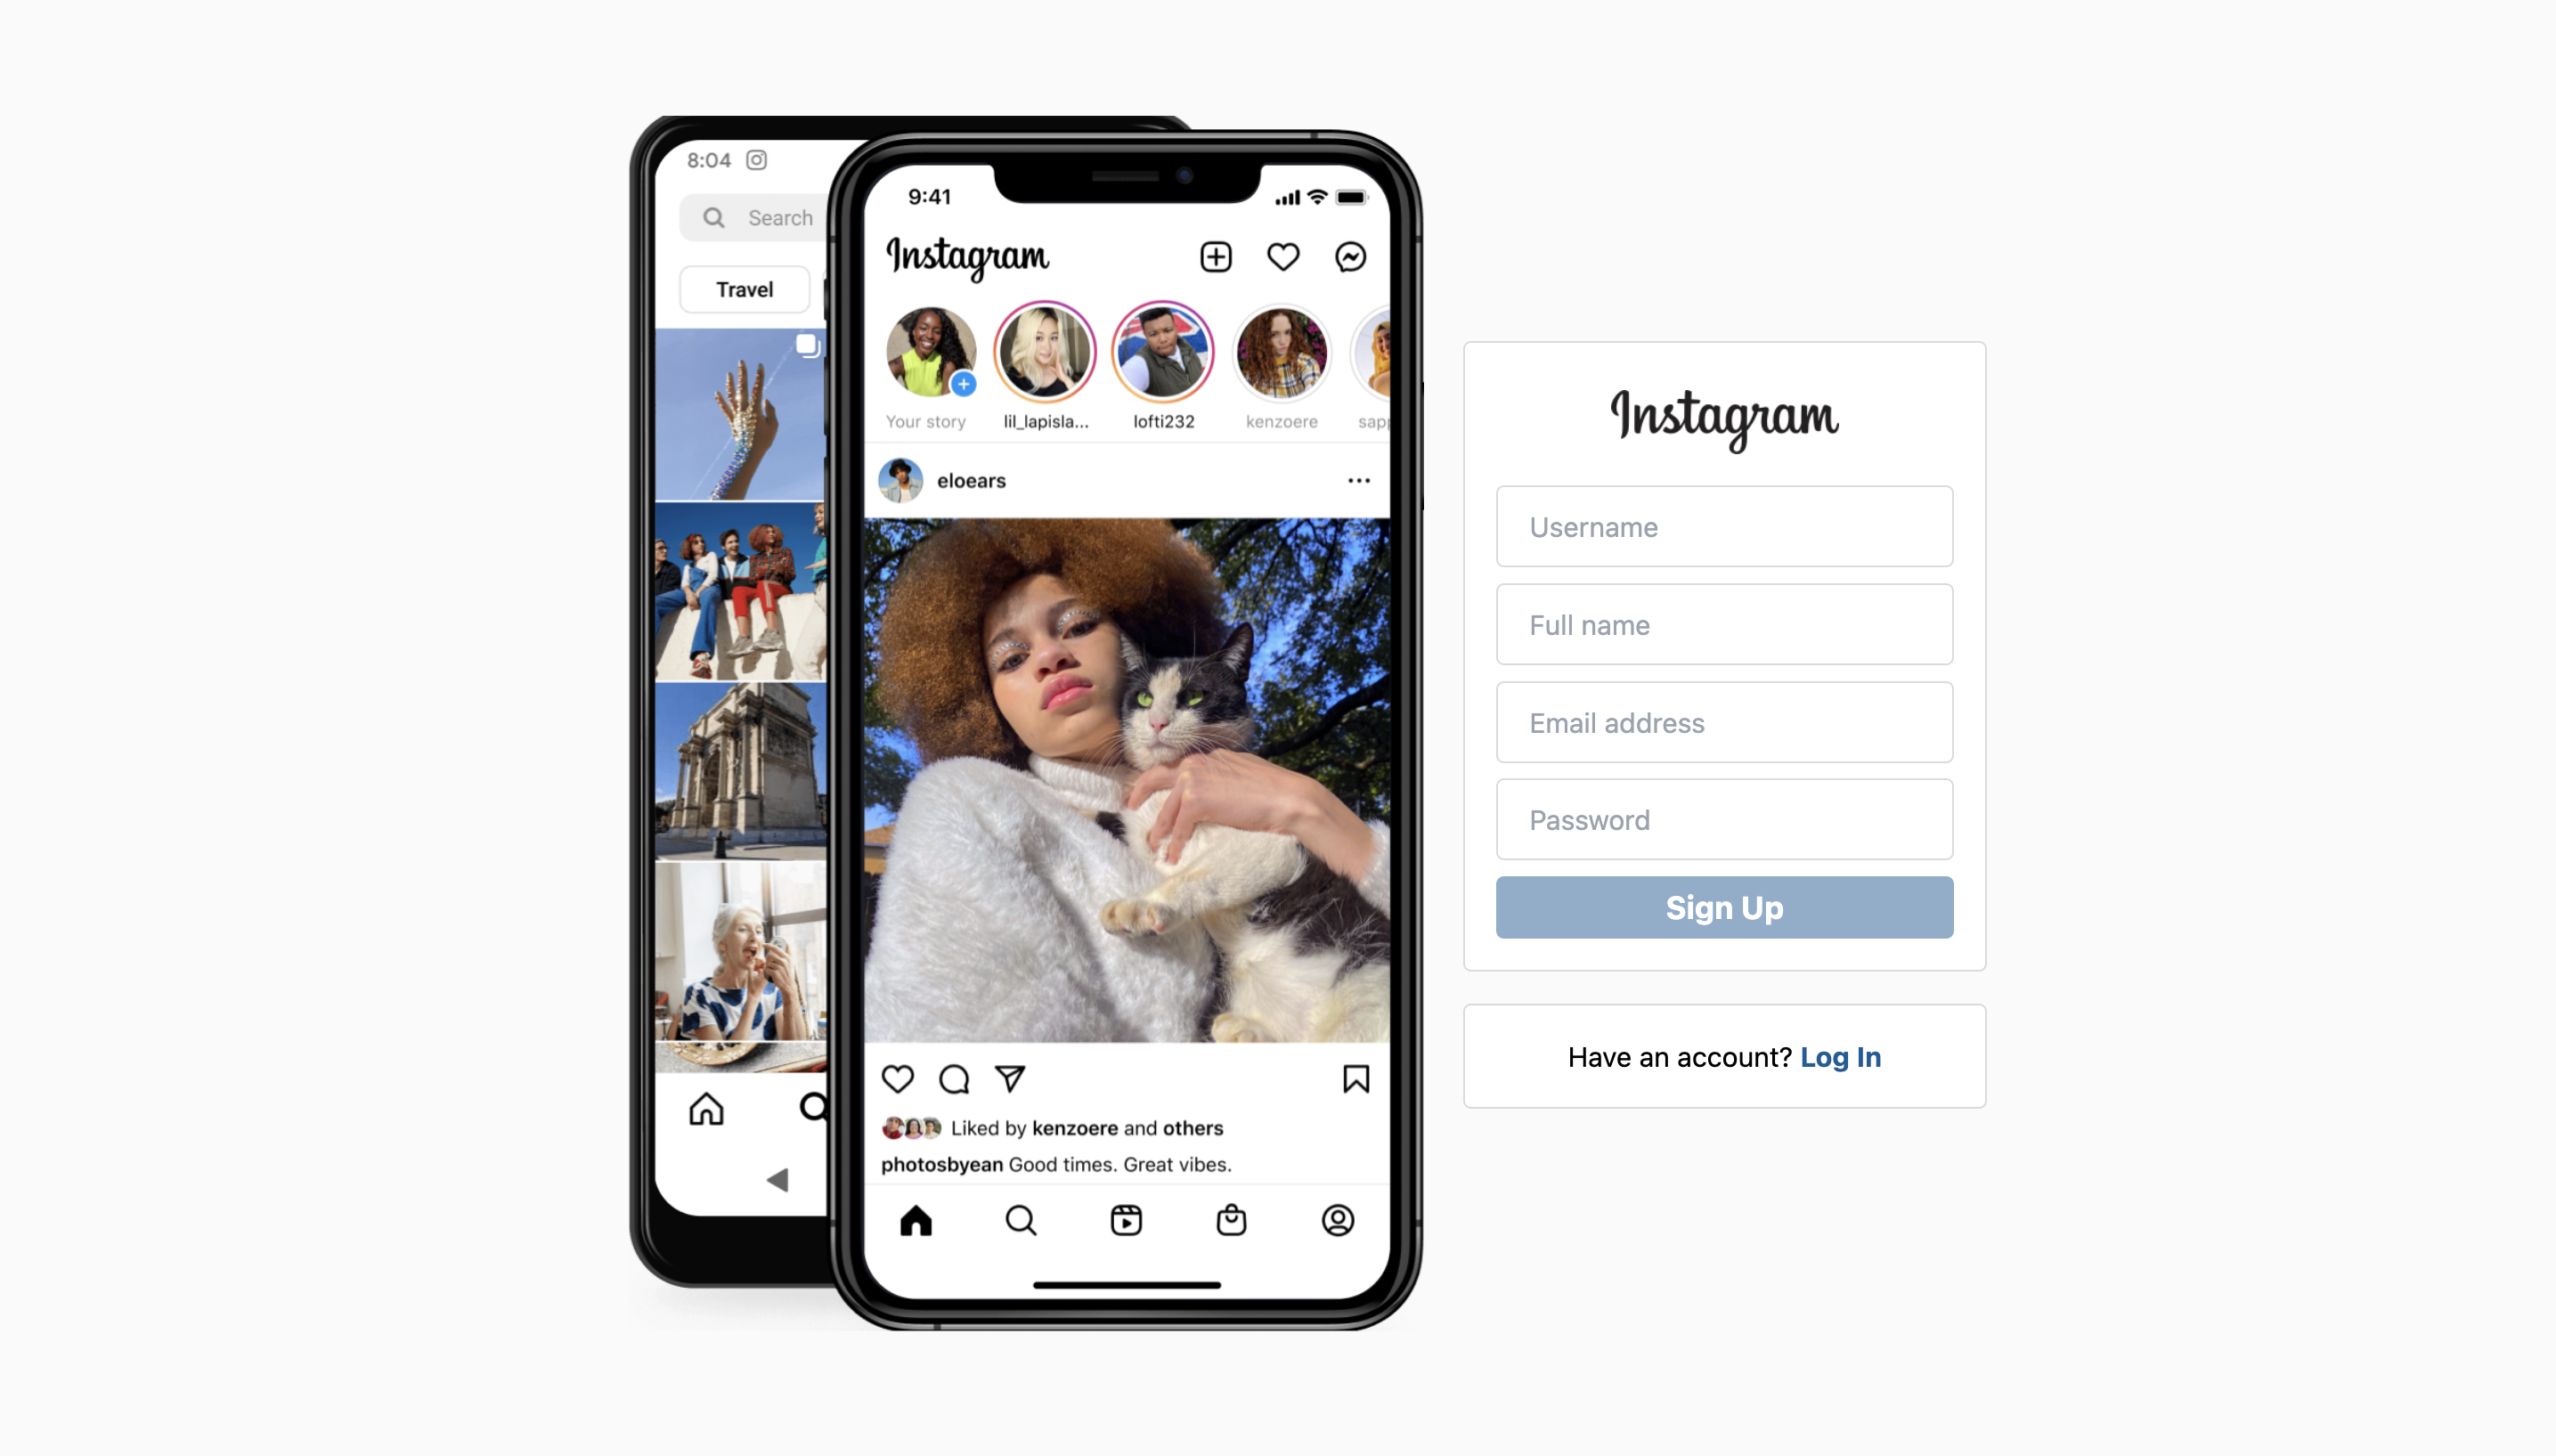 8:04
Search
Travel
9:41
Instagram
Your story
lil_lapisla...
lofti232
kenzoere
sapp
eloears
Liked by kenzoere and others
photosbyean Good times. Great vibes.
Instagram
Username
Full name
Email address
Password
Sign Up
Have an account? Log In